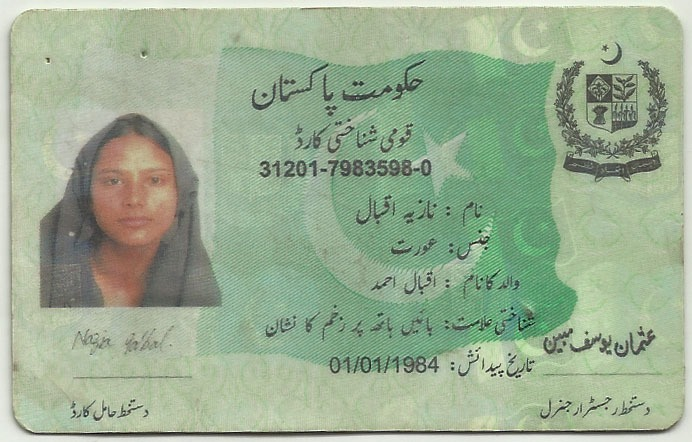 حکومت پاکستان
قومی شناختی کارڈ
31201-7983598-0
نام : نازیہ اقبال
جنس: عورت
والد کا نام : اقبال احمد
شناختی علامت: بائیں ہاتھ پر زخم کا نشان
تاریخ پیدائش: 01/01/1984
Nazia Iqbal.
دستخط حامل کارڈ
عثمان یوسف مبین
دستخط رجسٹرار جنرل